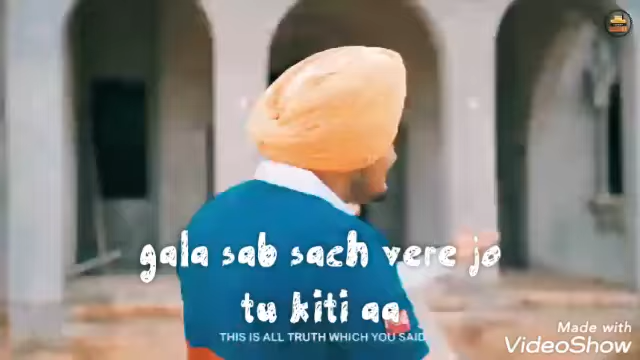 gala sab sach vere jo
tu kiti aa
THIS IS ALL TRUTH WHICH YOU SAID
Made with
VideoShow